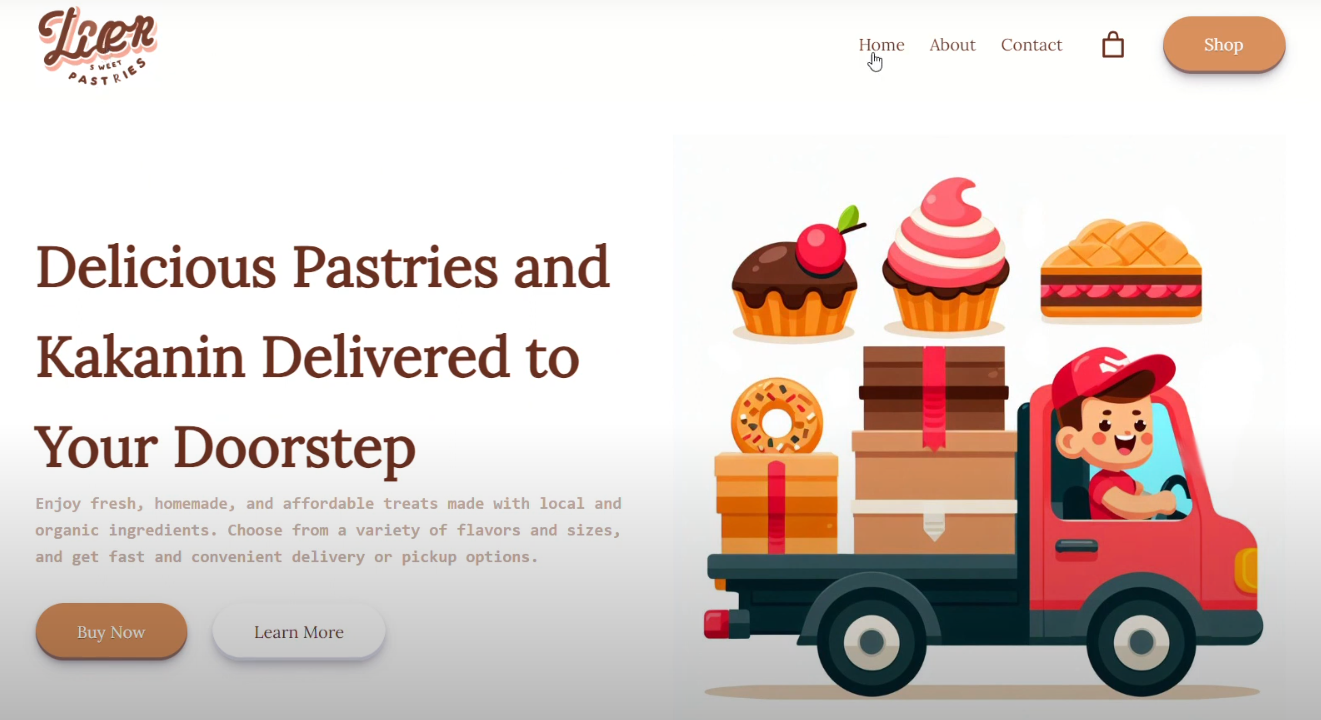 SWEET
PASTRIES
Home
About
Contact
Shop
Delicious Pastries and
Kakanin Delivered to
Your Doorstep
Enjoy fresh, homemade, and affordable treats made with local and
organic ingredients. Choose from a variety of flavors and sizes,
and get fast and convenient delivery or pickup options.
Buy Now
Learn More